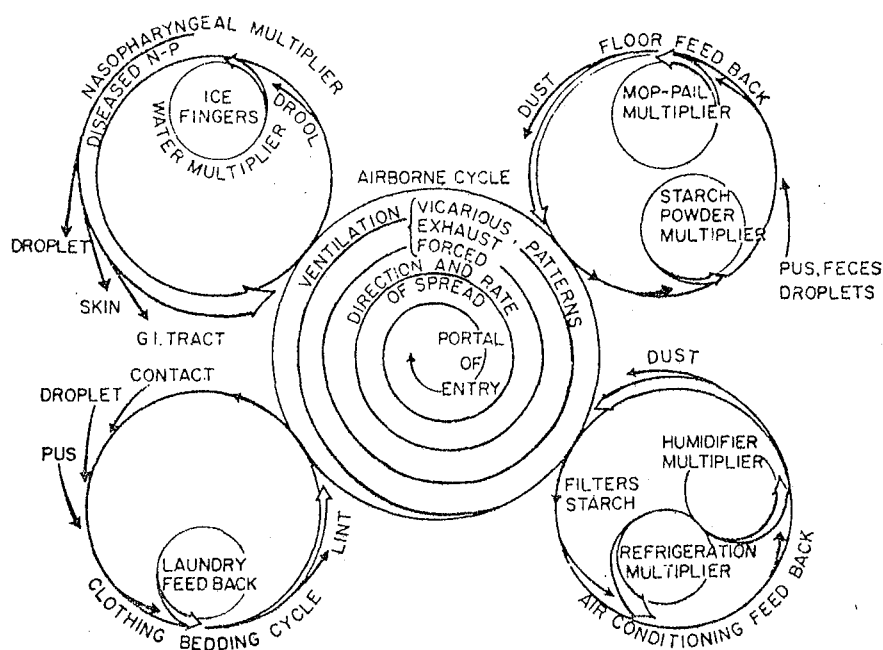 NASOPHARYNGEAL MULTIPLIER
DISEASED N-P
ICE
FINGERS
WATER MULTIPLIER
DROOL
DROPLET
SKIN
G.I. TRACT
FLOOR FEED BACK
DUST
MOP-PAIL
MULTIPLIER
STARCH
POWDER
MULTIPLIER
PUS, FECES
DROPLETS
AIRBORNE CYCLE
VENTILATION
VICARIOUS, PATTERNS
EXHAUST
FORCED
DIRECTION AND RATE
OF SPREAD
PORTAL
OF
ENTRY
CONTACT
DROPLET
PUS
LAUNDRY
FEED BACK
LINT
CLOTHING BEDDING CYCLE
DUST
HUMIDIFIER
MULTIPLIER
FILTERS
STARCH
REFRIGERATION
MULTIPLIER
AIR CONDITIONING FEED BACK